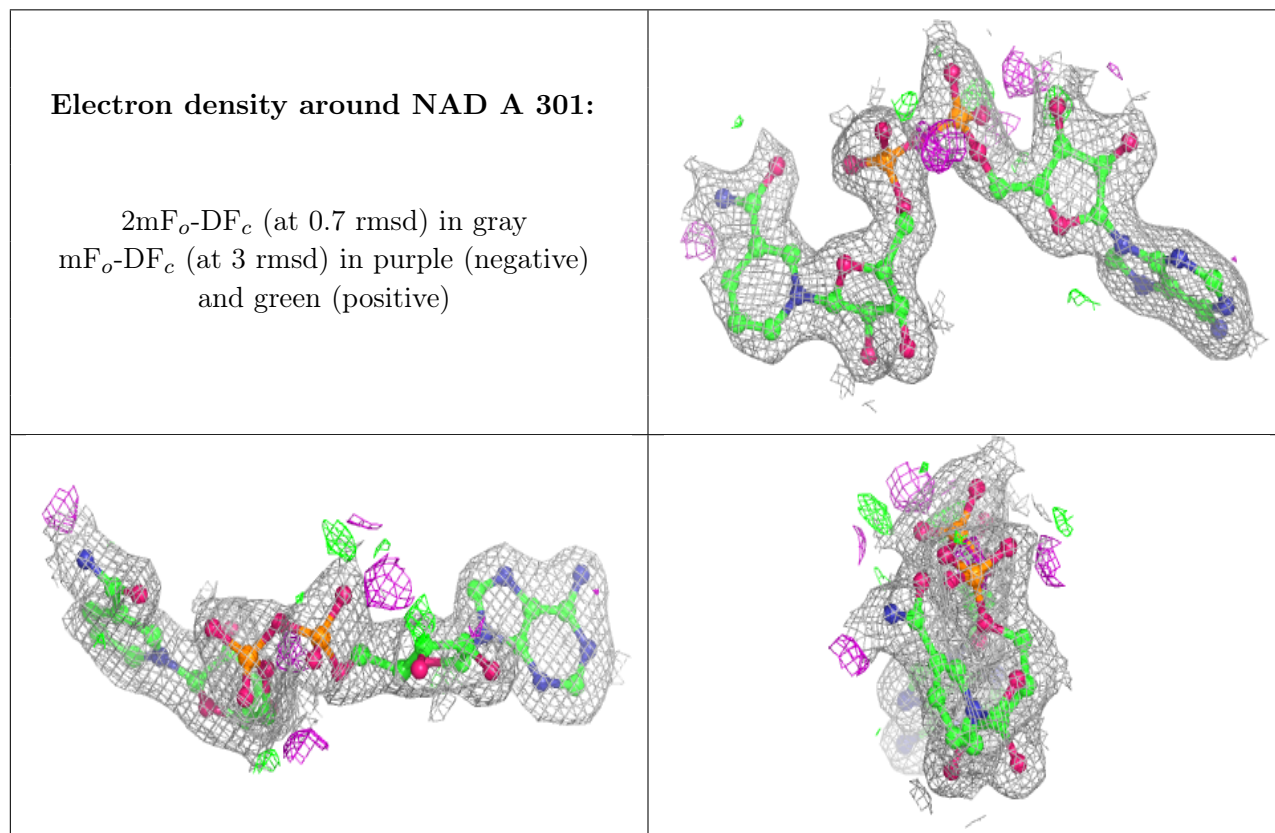 Electron density around NAD A 301:
2mFo-DFc (at 0.7 rmsd) in gray
mFo-DFc (at 3 rmsd) in purple (negative)
and green (positive)